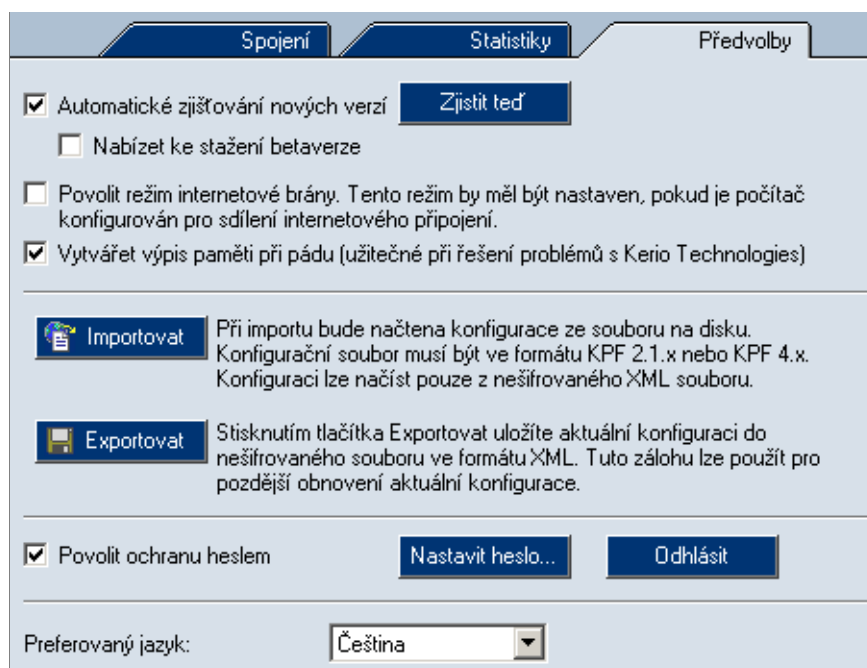 Spojení Statistiky Předvolby
Automatické zjišťování nových verzí Zjistit teď
Nabízet ke stažení betaverze
Povolit režim internetové brány. Tento režim by měl být nastaven, pokud je počítač
konfigurován pro sdílení internetového připojení.
Vytvářet výpis paměti při pádu (užitečné při řešení problémů s Kerio Technologies)
Importovat
Při importu bude načtena konfigurace ze souboru na disku.
Konfigurační soubor musí být ve formátu KPF 2.1.x nebo KPF 4.x.
Konfiguraci lze načíst pouze z nešifrovaného XML souboru.
Exportovat
Stisknutím tlačítka Exportovat uložíte aktuální konfiguraci do
nešifrovaného souboru ve formátu XML. Tuto zálohu lze použít pro
pozdější obnovení aktuální konfigurace.
Povolit ochranu heslem Nastavit heslo... Odhlásit
Preferovaný jazyk: Čeština